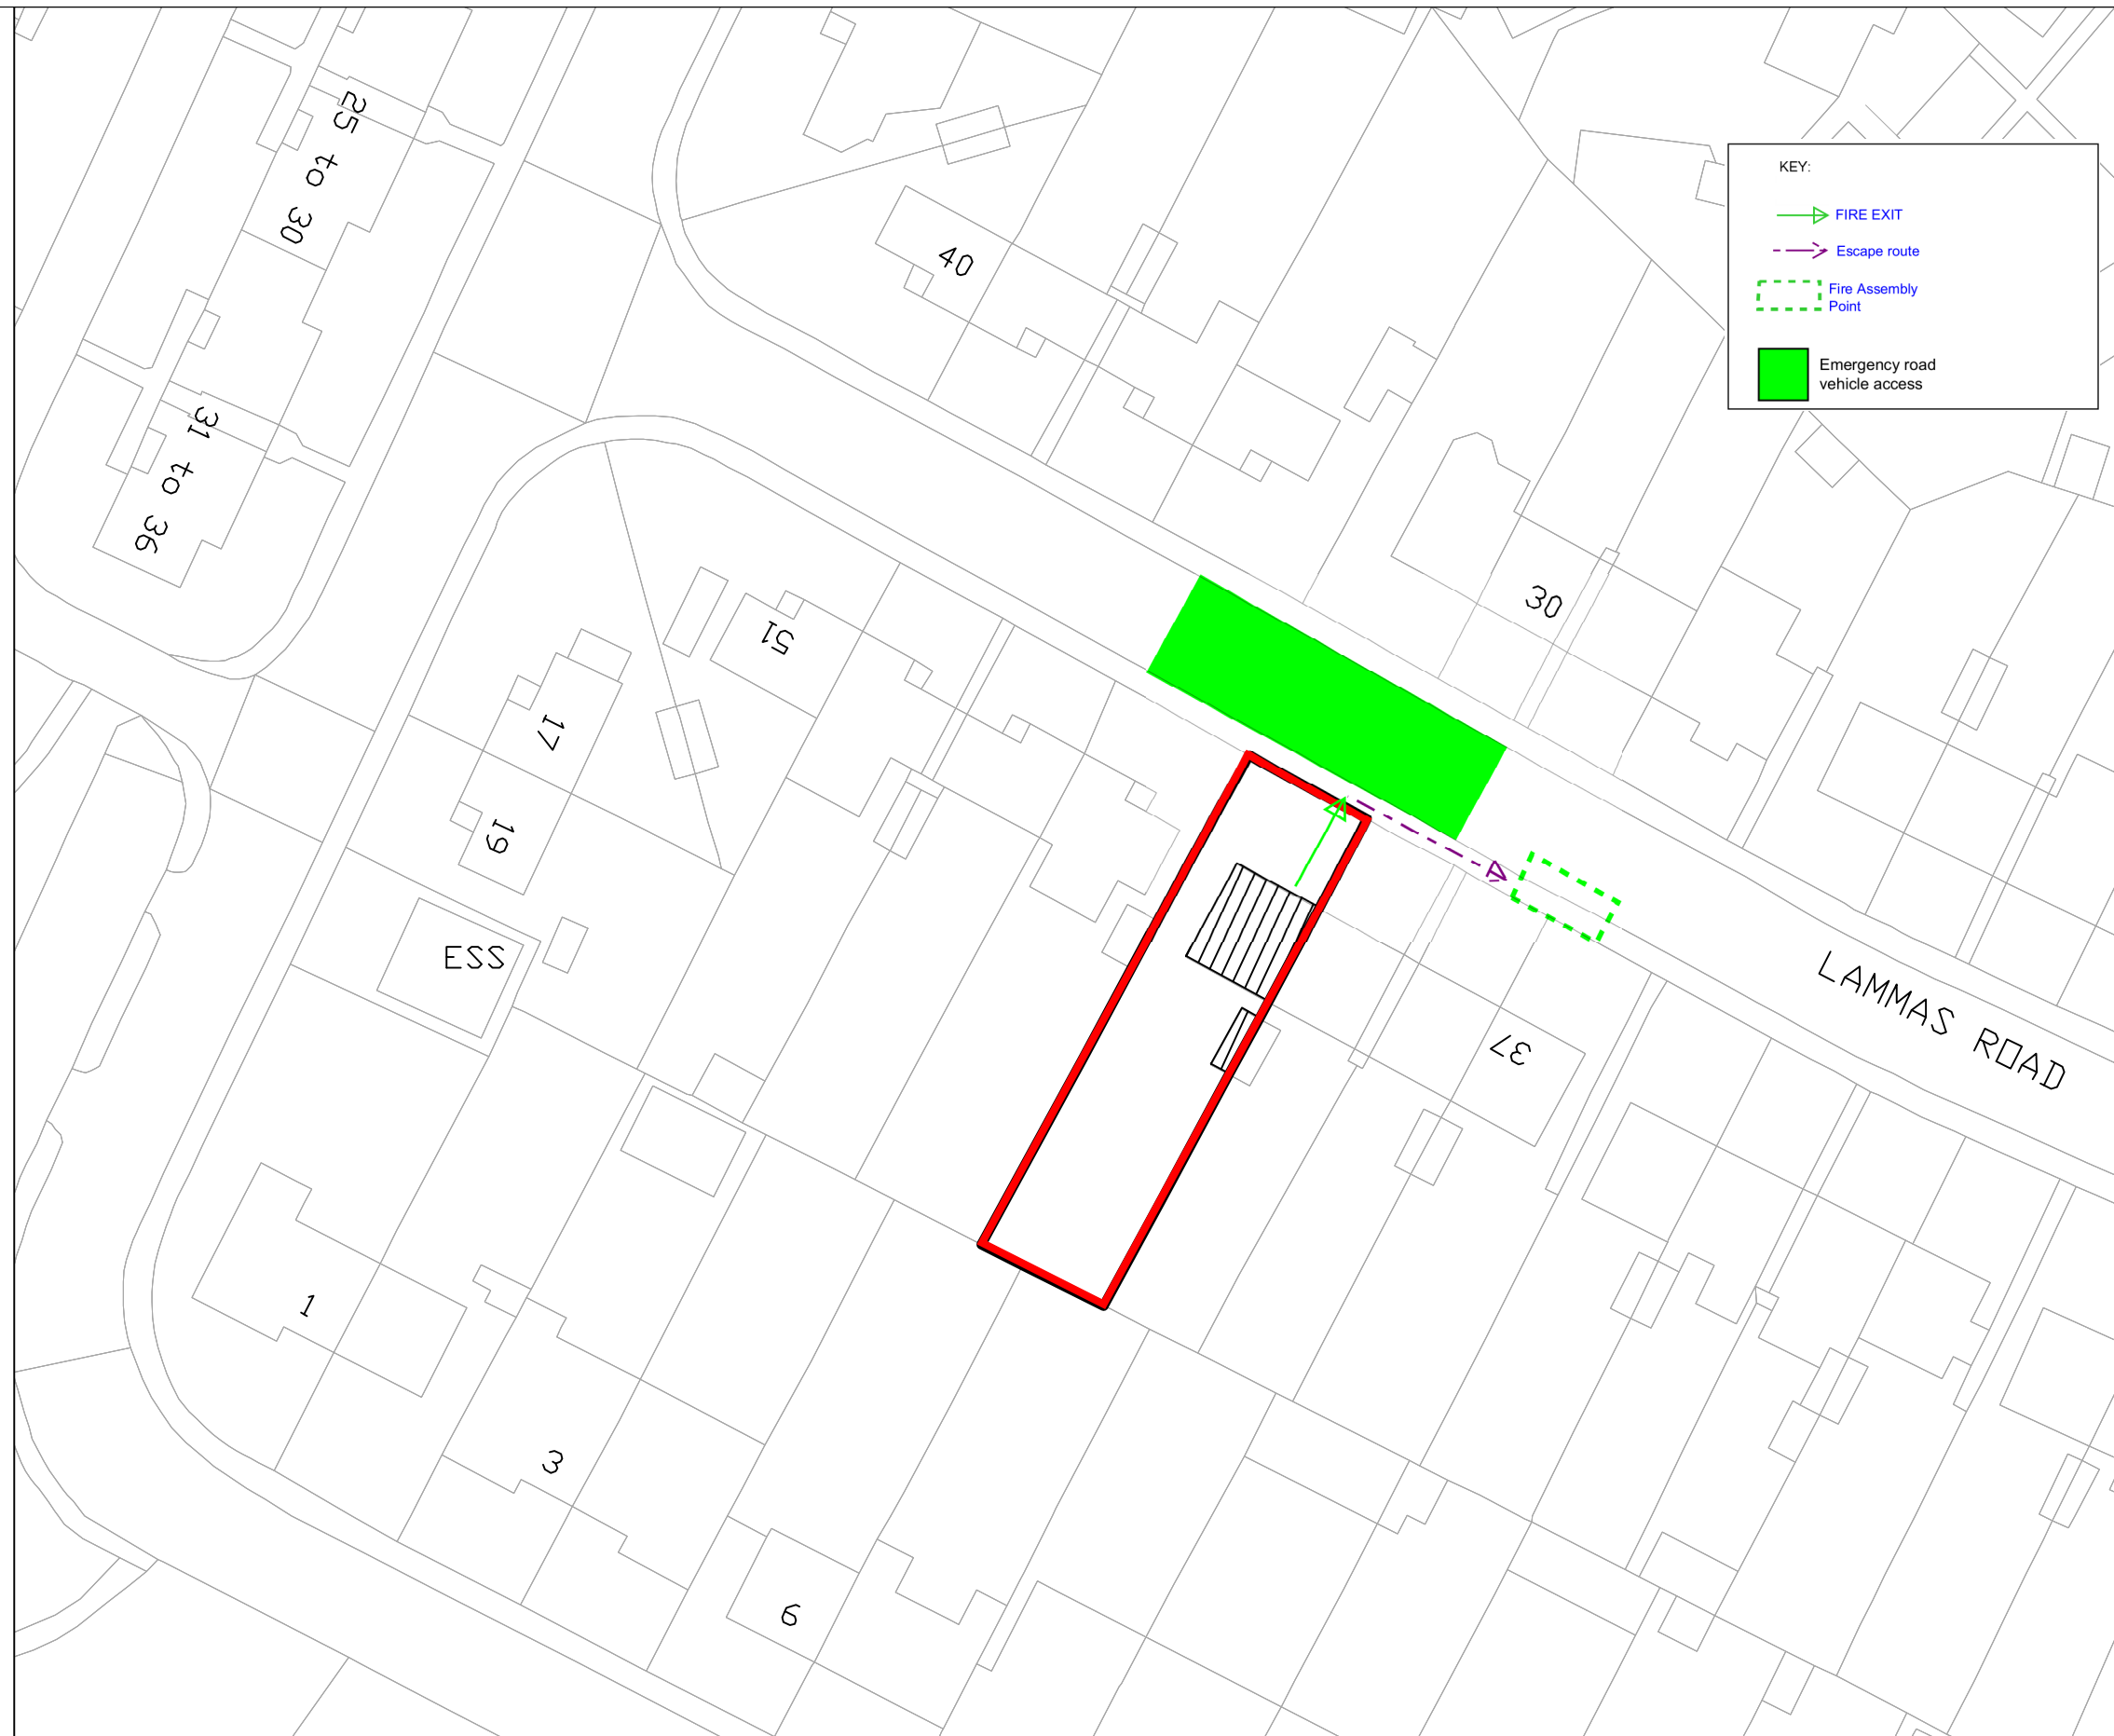 25 to 30
40
KEY:
FIRE EXIT
Escape route
Fire Assembly
Point
Emergency road
vehicle access
31 to 36
30
51
17
19
ESS
LAMMAS ROAD
37
1
3
6